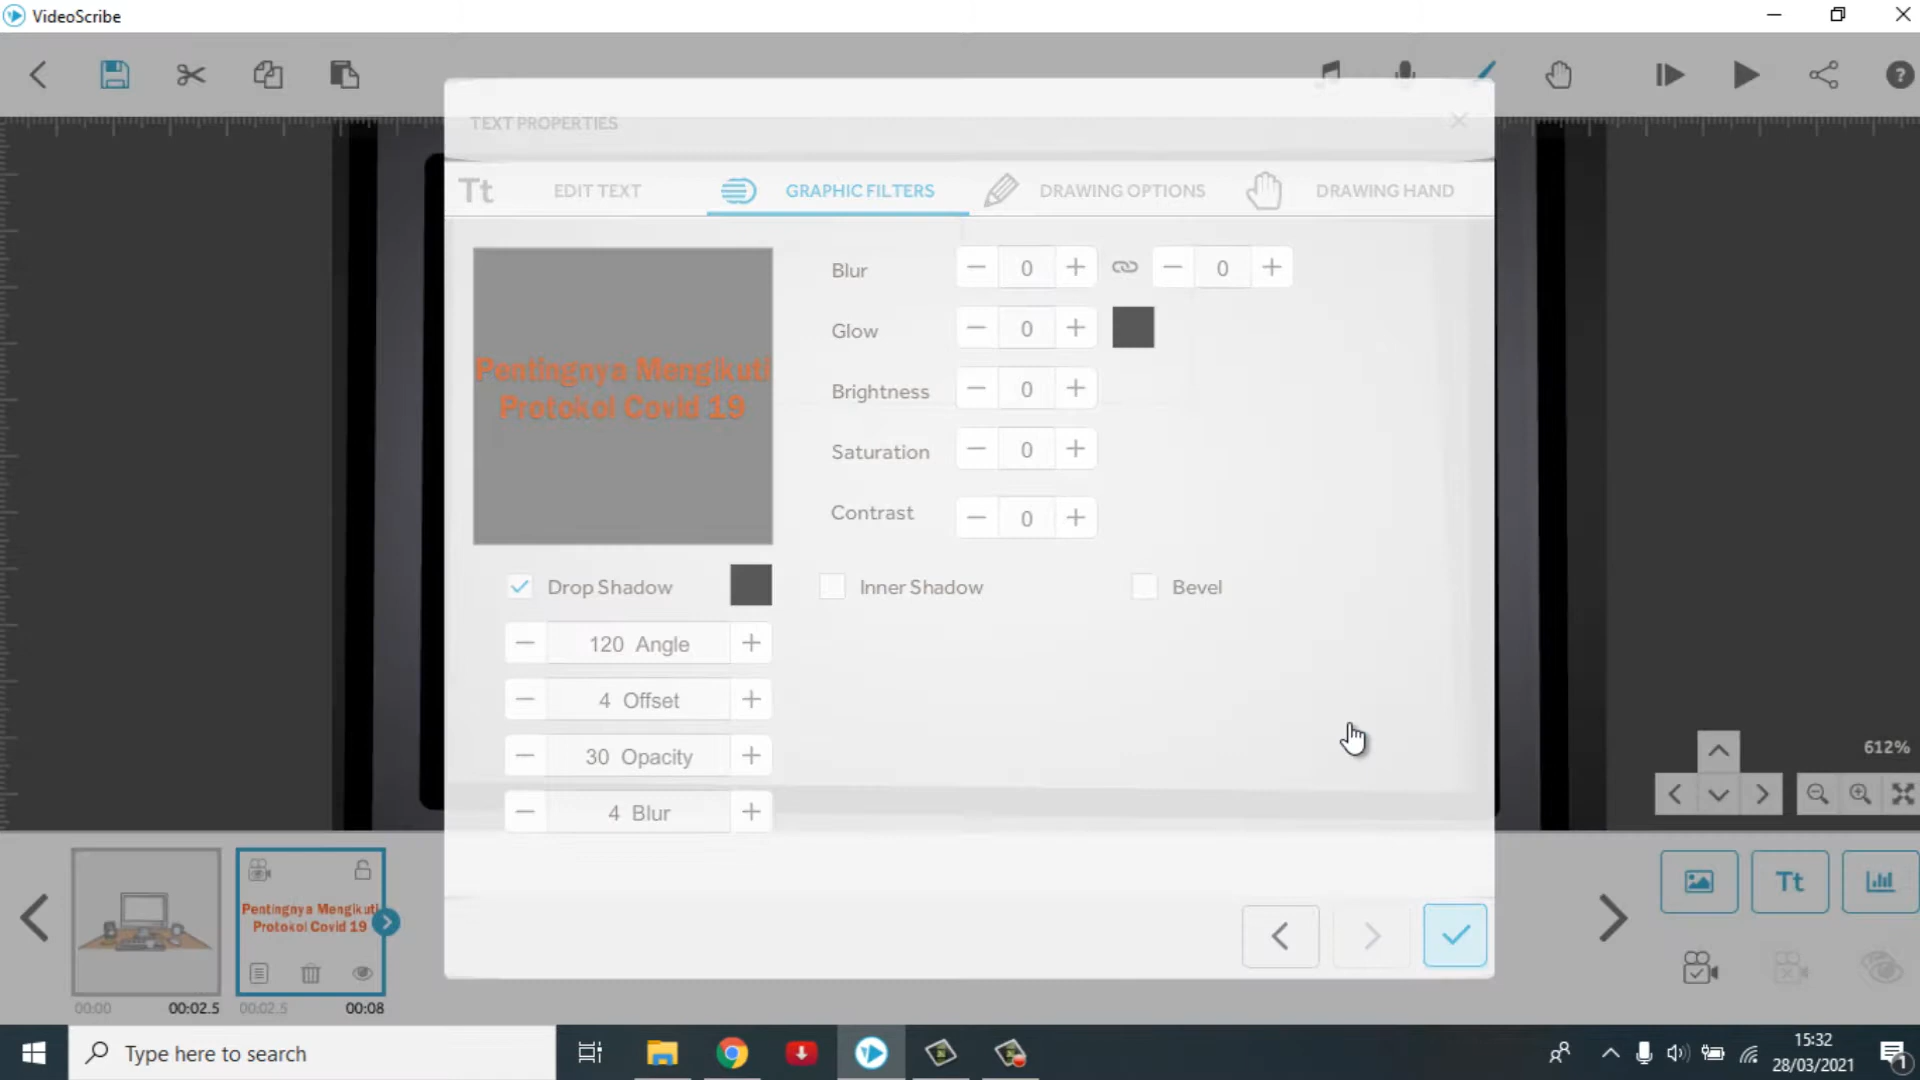 VideoScribe
TEXT PROPERTIES
Tt EDIT TEXT GRAPHIC FILTERS DRAWING OPTIONS DRAWING HAND
Pentingnya Mengikuti
Protokol Covid 19
Blur 0 0
Glow 0
Brightness 0
Saturation 0
Contrast 0
Drop Shadow Inner Shadow Bevel
120 Angle
4 Offset
30 Opacity
4 Blur
612%
Pentingnya Mengikuti
Protokol Covid 19
Tt
00:00 00:02.5 00:02.5 00:08
Type here to search
15:32
28/03/2021
1